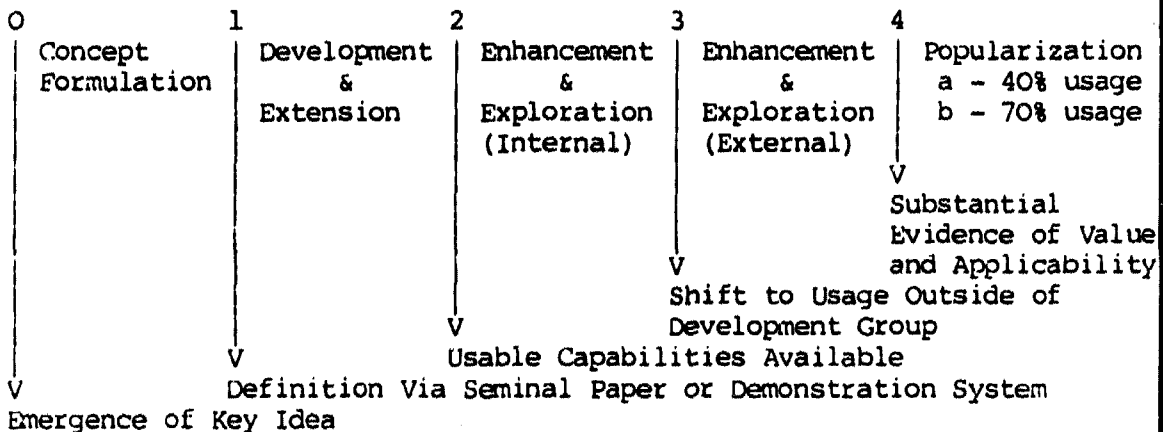 0 1 2 3 4
Concept Development Enhancement Enhancement Popularization
Formulation & & & a - 40% usage
Extension Exploration Exploration b - 70% usage
(Internal) (External)
V
Substantial
Evidence of Value
V and Applicability
Shift to Usage Outside of
V Development Group
V Usable Capabilities Available
V Definition Via Seminal Paper or Demonstration System
Emergence of Key Idea